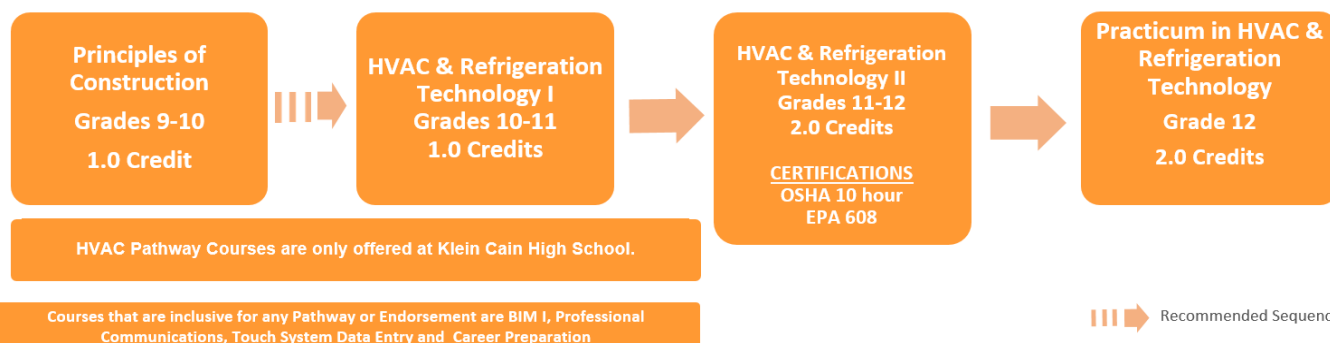 Principles of
Construction
Grades 9-10
1.0 Credit
HVAC & Refrigeration
Technology I
Grades 10-11
1.0 Credits
HVAC & Refrigeration
Technology II
Grades 11-12
2.0 Credits
CERTIFICATIONS
OSHA 10 hour
EPA 608
Practicum in HVAC &
Refrigeration
Technology
Grade 12
2.0 Credits
HVAC Pathway Courses are only offered at Klein Cain High School.
Courses that are inclusive for any Pathway or Endorsement are BIM I, Professional
Communications, Touch System Data Entry and Career Preparation
Recommended Sequenc